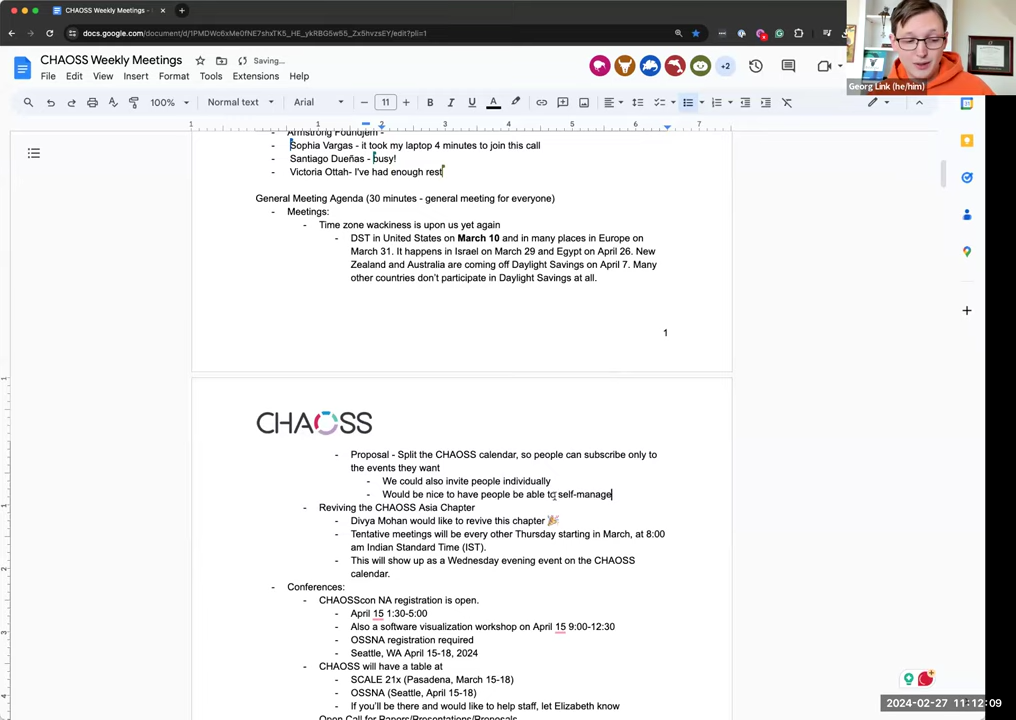 CHAOSS Weekly Meetings -
docs.google.com/document/d/1PMDWc6xMe0fNE7shxTK5_HE_ykRBG5w55_Zx5hvzsEY/edit?pli=1
CHAOSS Weekly Meetings
Saving...
File Edit View Insert Format Tools Extensions Help
+2
Georg Link (he/him)
100% Normal text Arial 11
1 1 2 3 4 5 6 7
Armstrong Foundjem -
- Sophia Vargas - it took my laptop 4 minutes to join this call
- Santiago Dueñas - busy!
- Victoria Ottah- I've had enough rest
General Meeting Agenda (30 minutes - general meeting for everyone)
- Meetings:
- Time zone wackiness is upon us yet again
- DST in United States on March 10 and in many places in Europe on
March 31. It happens in Israel on March 29 and Egypt on April 26. New
Zealand and Australia are coming off Daylight Savings on April 7. Many
other countries don't participate in Daylight Savings at all.
1
CHAOSS
- Proposal - Split the CHAOSS calendar, so people can subscribe only to
the events they want
- We could also invite people individually
- Would be nice to have people be able to self-manage
- Reviving the CHAOSS Asia Chapter
- Divya Mohan would like to revive this chapter 🎉
- Tentative meetings will be every other Thursday starting in March, at 8:00
am Indian Standard Time (IST).
- This will show up as a Wednesday evening event on the CHAOSS
calendar.
- Conferences:
- CHAOSScon NA registration is open.
- April 15 1:30-5:00
- Also a software visualization workshop on April 15 9:00-12:30
- OSSNA registration required
- Seattle, WA April 15-18, 2024
- CHAOSS will have a table at
- SCALE 21x (Pasadena, March 15-18)
- OSSNA (Seattle, April 15-18)
- If you'll be there and would like to help staff, let Elizabeth know
Open Call for Papers/Presentations/Proposals
2024-02-27 11:12:09